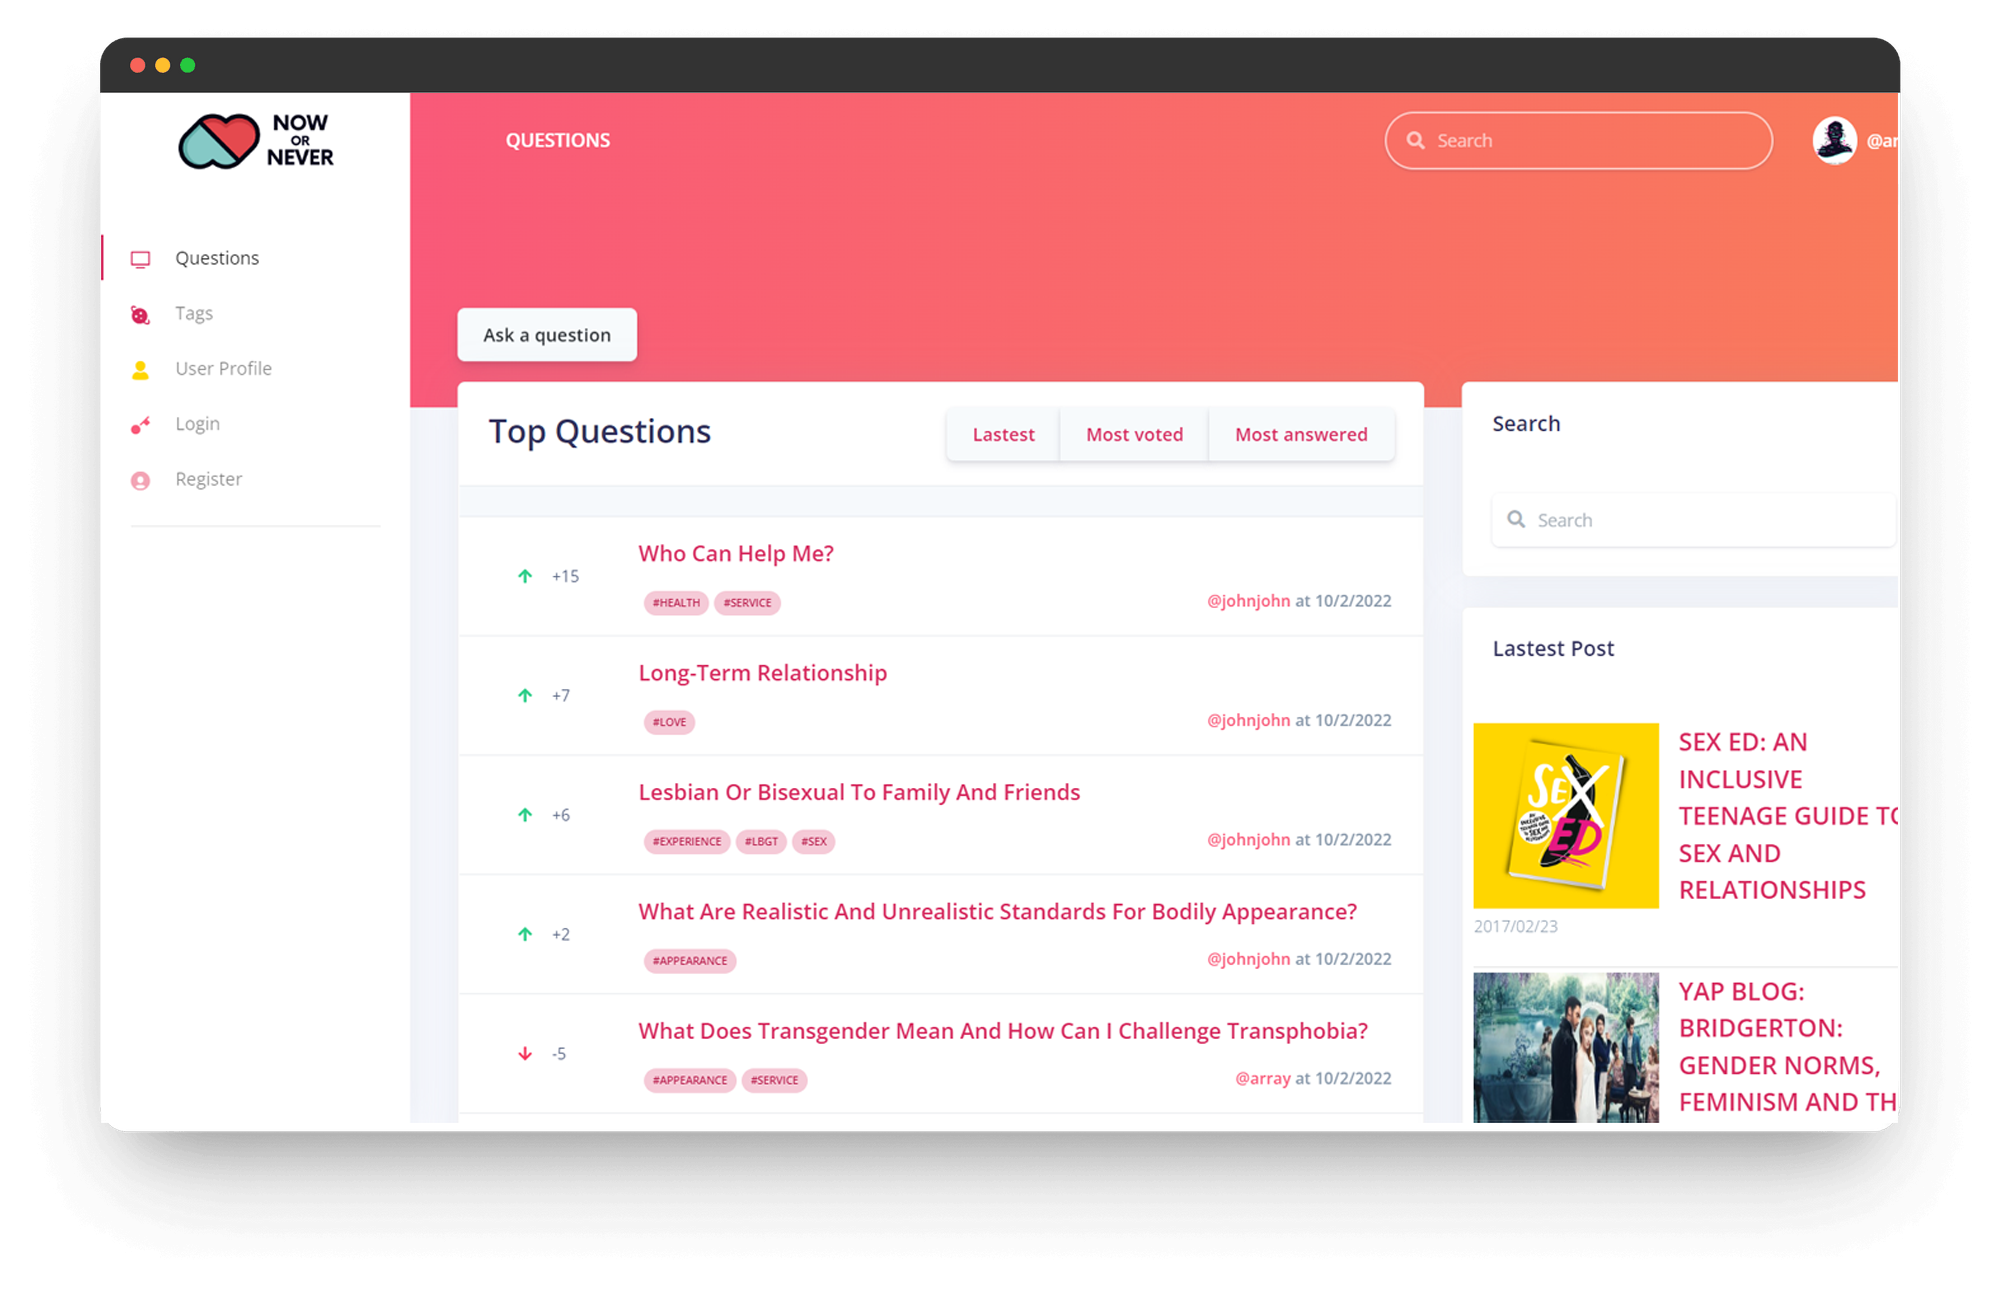 NOW
OR
NEVER
QUESTIONS
Search
@ar
Questions
Tags
User Profile
Login
Register
Ask a question
Top Questions
Lastest
Most voted
Most answered
+15
Who Can Help Me?
#HEALTH #SERVICE
@johnjohn at 10/2/2022
+7
Long-Term Relationship
#LOVE
@johnjohn at 10/2/2022
+6
Lesbian Or Bisexual To Family And Friends
#EXPERIENCE #LBGT #SEX
@johnjohn at 10/2/2022
+2
What Are Realistic And Unrealistic Standards For Bodily Appearance?
#APPEARANCE
@johnjohn at 10/2/2022
-5
What Does Transgender Mean And How Can I Challenge Transphobia?
#APPEARANCE #SERVICE
@array at 10/2/2022
Search
Search
Lastest Post
SEX
ED
SEX ED: AN
INCLUSIVE
TEENAGE GUIDE TO
SEX AND
RELATIONSHIPS
2017/02/23
YAP BLOG:
BRIDGERTON:
GENDER NORMS,
FEMINISM AND TH